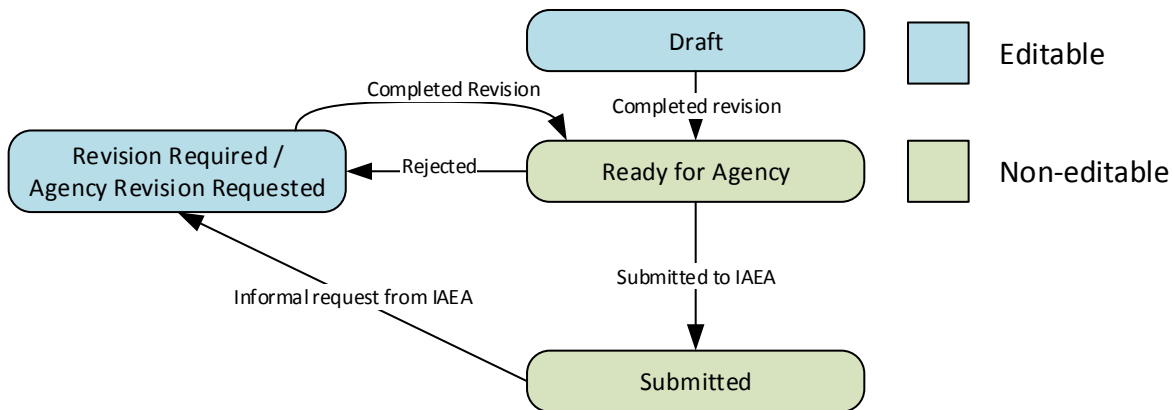 Draft
Editable
Completed Revision
Completed revision
Revision Required /
Agency Revision Requested
Rejected
Ready for Agency
Non-editable
Submitted to IAEA
Informal request from IAEA
Submitted